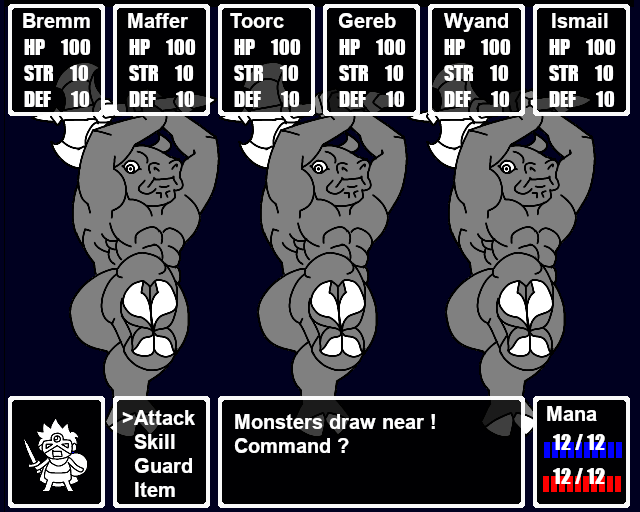 Bremm
HP 100
STR 10
DEF 10
Maffer
HP 100
STR 10
DEF 10
Toorc
HP 100
STR 10
DEF 10
Gereb
HP 100
STR 10
DEF 10
Wyand
HP 100
STR 10
DEF 10
Ismail
HP 100
STR 10
DEF 10
>Attack
Skill
Guard
Item
Monsters draw near !
Command ?
Mana
12 / 12
12 / 12